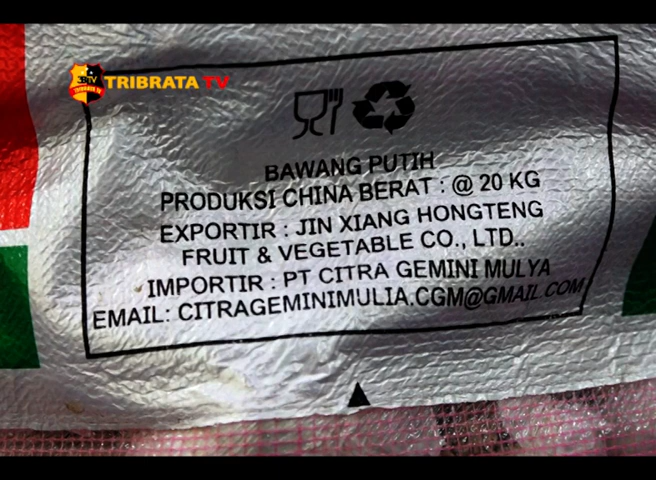 TRIBRATA TV
BAWANG PUTIH
PRODUKSI CHINA BERAT : @ 20 KG
EXPORTIR : JIN XIANG HONGTENG
FRUIT & VEGETABLE CO., LTD..
IMPORTIR : PT CITRA GEMINI MULYA
EMAIL: CITRAGEMINIMULIA.CGM@GMAIL.COM